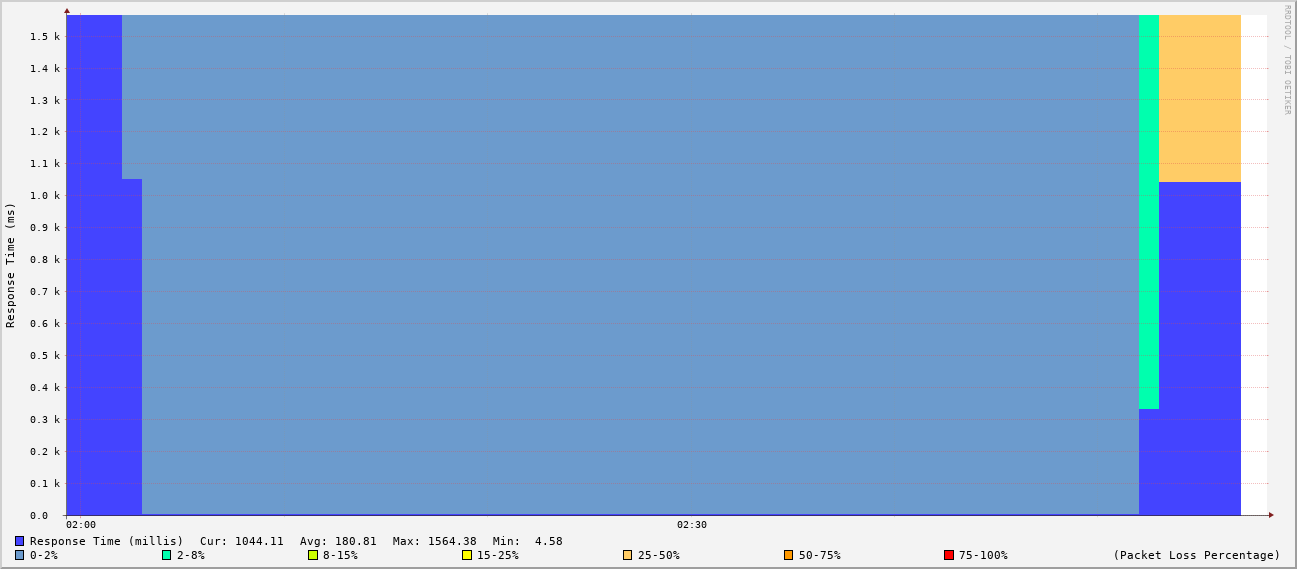 RRDTOOL / TOBI OETIKER
Response Time (ms)
1.5 k
1.4 k
1.3 k
1.2 k
1.1 k
1.0 k
0.9 k
0.8 k
0.7 k
0.6 k
0.5 k
0.4 k
0.3 k
0.2 k
0.1 k
0.0
02:00 02:30
Response Time (millis) Cur: 1044.11 Avg: 180.81 Max: 1564.38 Min: 4.58
0-2% 2-8% 8-15% 15-25% 25-50% 50-75% 75-100% (Packet Loss Percentage)